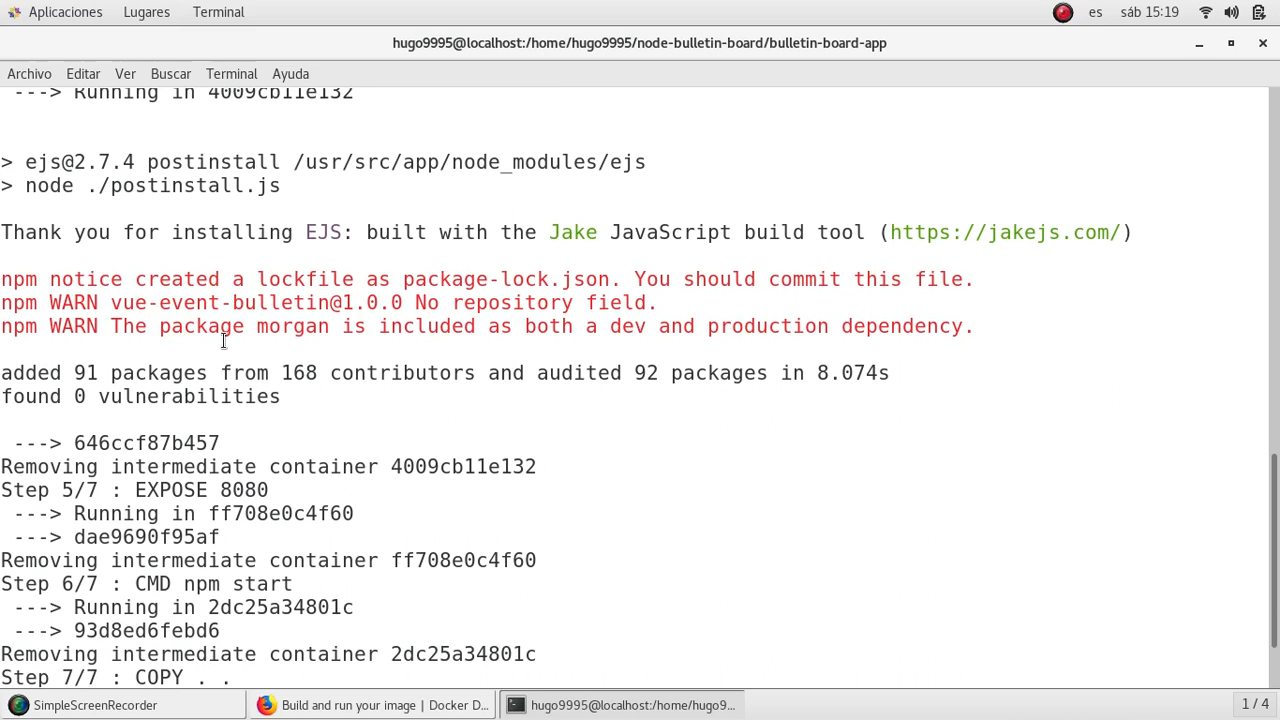 Aplicaciones Lugares Terminal es sáb 15:19
hugo9995@localhost:/home/hugo9995/node-bulletin-board/bulletin-board-app
Archivo Editar Ver Buscar Terminal Ayuda
---> Running in 4009cb11e132
> ejs@2.7.4 postinstall /usr/src/app/node_modules/ejs
> node ./postinstall.js
Thank you for installing EJS: built with the Jake JavaScript build tool (https://jakejs.com/)
npm notice created a lockfile as package-lock.json. You should commit this file.
npm WARN vue-event-bulletin@1.0.0 No repository field.
npm WARN The package morgan is included as both a dev and production dependency.
added 91 packages from 168 contributors and audited 92 packages in 8.074s
found 0 vulnerabilities
---> 646ccf87b457
Removing intermediate container 4009cb11e132
Step 5/7 : EXPOSE 8080
---> Running in ff708e0c4f60
---> dae9690f95af
Removing intermediate container ff708e0c4f60
Step 6/7 : CMD npm start
---> Running in 2dc25a34801c
---> 93d8ed6febd6
Removing intermediate container 2dc25a34801c
Step 7/7 : COPY . .
SimpleScreenRecorder Build and run your image | Docker D... hugo9995@localhost:/home/hugo9... 1 / 4